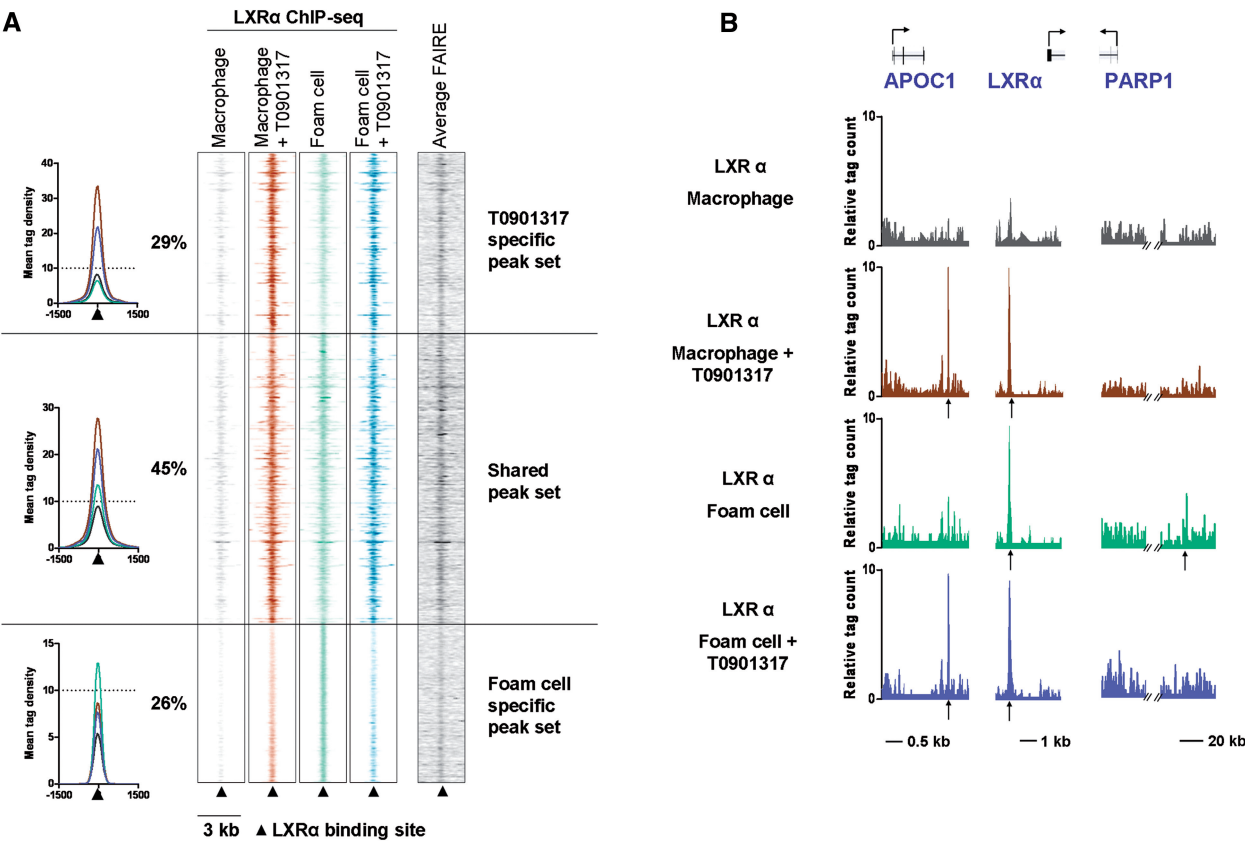 A
LXRα ChIP-seq
Macrophage
Macrophage
+ T0901317
Foam cell
Foam cell
+ T0901317
Average FAIRE
Mean tag density
40
30
20
10
0
-1500
1500
29%
T0901317
specific
peak set
Mean tag density
30
20
10
0
-1500
1500
45%
Shared
peak set
Mean tag density
15
10
5
0
-1500
1500
26%
Foam cell
specific
peak set
3 kb
▲ LXRα binding site
B
APOC1
LXRα
PARP1
LXR α
Macrophage
Relative tag count
10
0
LXR α
Macrophage +
T0901317
Relative tag count
10
0
LXR α
Foam cell
Relative tag count
10
0
LXR α
Foam cell +
T0901317
Relative tag count
10
0
0.5 kb
1 kb
20 kb